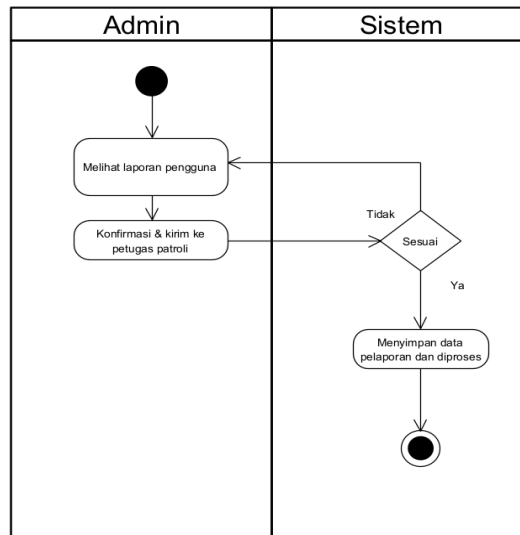 Admin
Sistem
Melihat laporan pengguna
Konfirmasi & kirim ke
petugas patroli
Tidak
Sesuai
Ya
Menyimpan data
pelaporan dan diproses